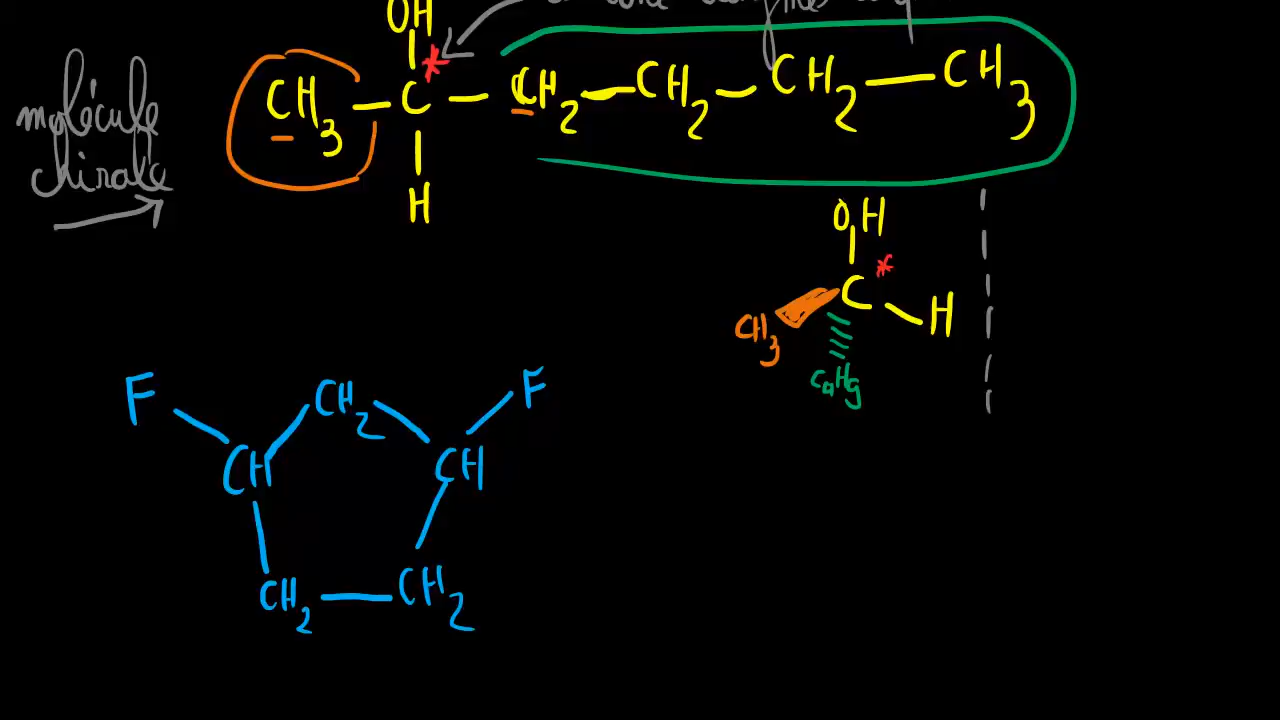 OH
molécule
chirale
CH3 — C* — CH2 — CH2 — CH2 — CH3
H
OH
C*
CH3
H
C4H9
F
CH2
F
CH
CH
CH2 — CH2